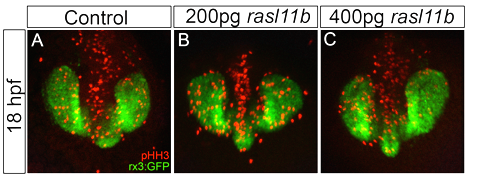 Control
200pg rasl11b
400pg rasl11b
18 hpf
A
B
C
pHH3
rx3:GFP